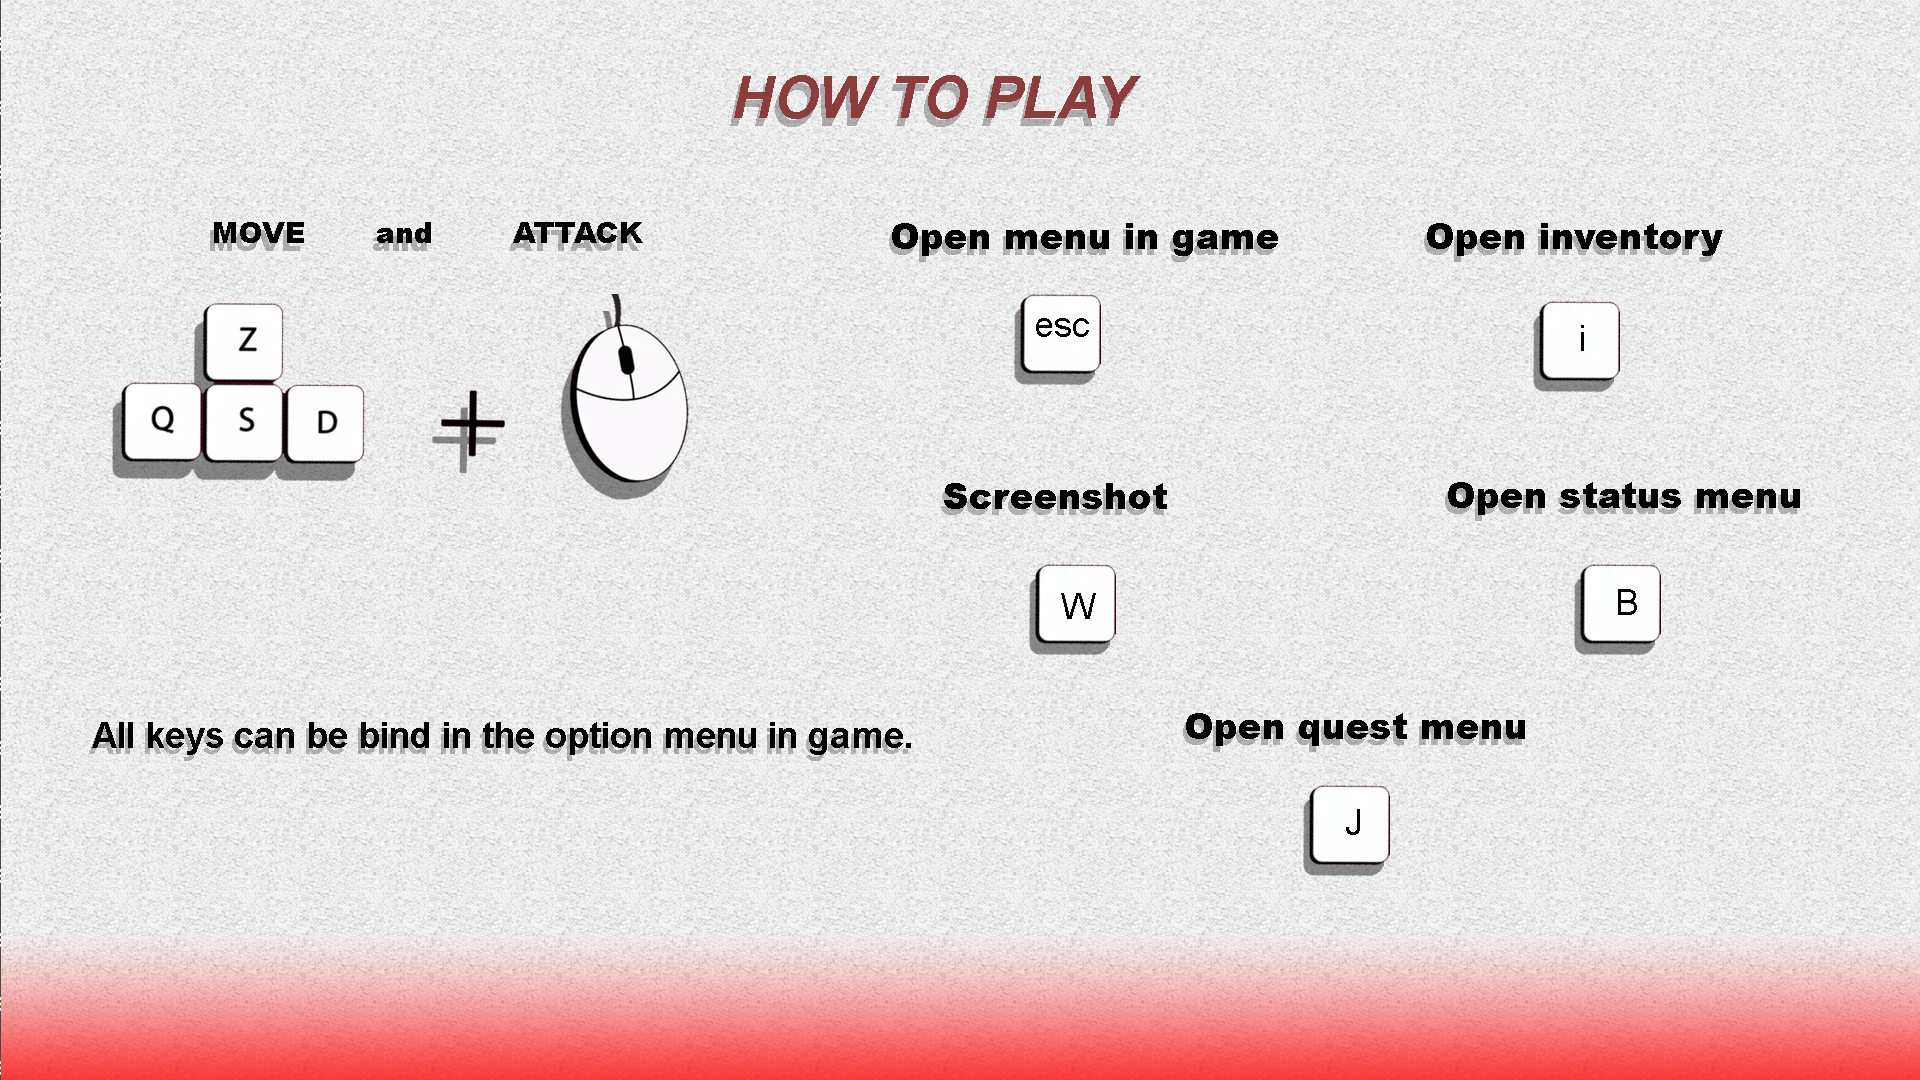 HOW TO PLAY
MOVE and ATTACK
Z
Q S D
Open menu in game
esc
Open inventory
i
Screenshot
W
Open status menu
B
All keys can be bind in the option menu in game.
Open quest menu
J